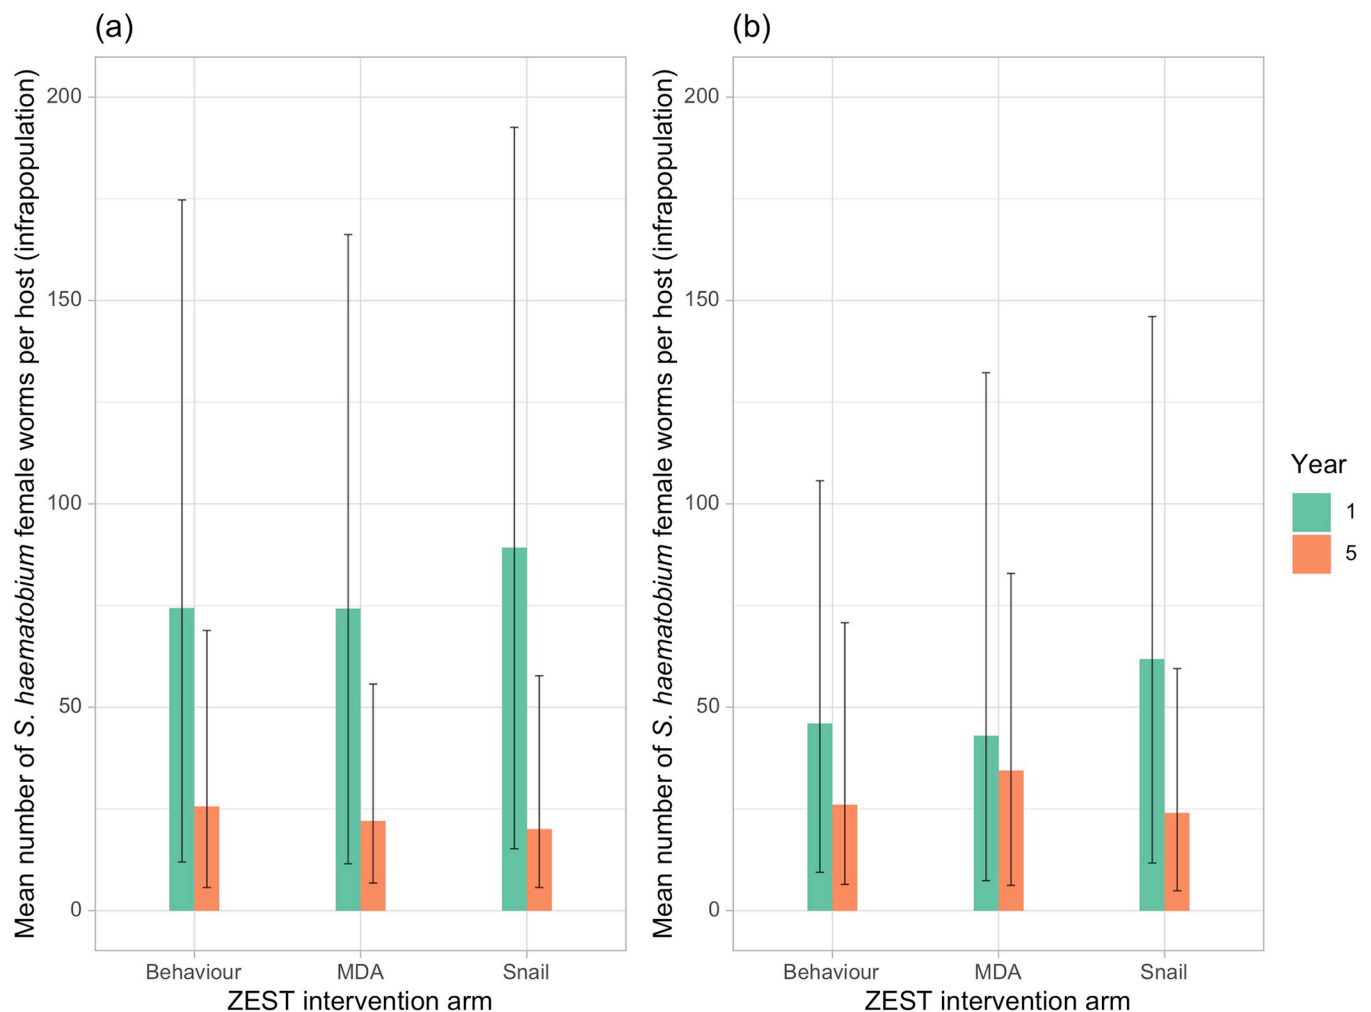 (a)
Mean number of S. haematobium female worms per host (infrapopulation)
200
150
100
50
0
Behaviour MDA Snail
ZEST intervention arm
(b)
Mean number of S. haematobium female worms per host (infrapopulation)
200
150
100
50
0
Behaviour MDA Snail
ZEST intervention arm
Year
1
5